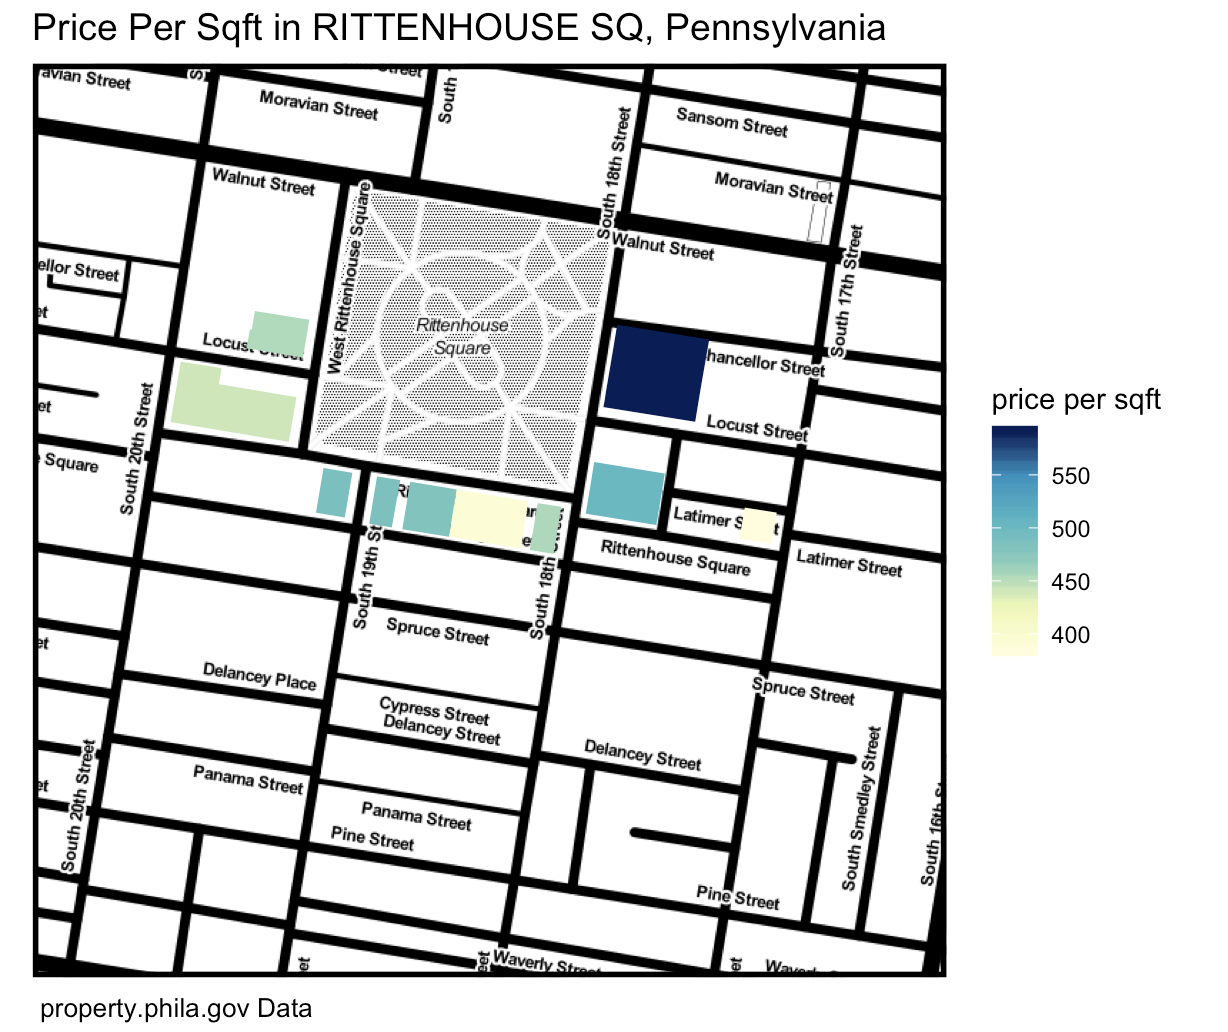 Price Per Sqft in RITTENHOUSE SQ, Pennsylvania
avian Street
Moravian Street
South
Sansom Street
South 18th Street
Moravian Street
Walnut Street
West Rittenhouse Square
Walnut Street
South 17th Street
ellor Street
Rittenhouse
Square
Locust Street
hancellor Street
South 20th Street
Locust Street
et
e Square
Latimer S t
Rittenhouse Square
Latimer Street
South 19th St
South 18th Street
Spruce Street
Delancey Place
Spruce Street
Cypress Street
Delancey Street
Delancey Street
South 20th Street
Panama Street
Panama Street
Pine Street
South Smedley Street
South 16th St
Pine Street
Waverly Street
et
et
et
price per sqft
550
500
450
400
property.phila.gov Data